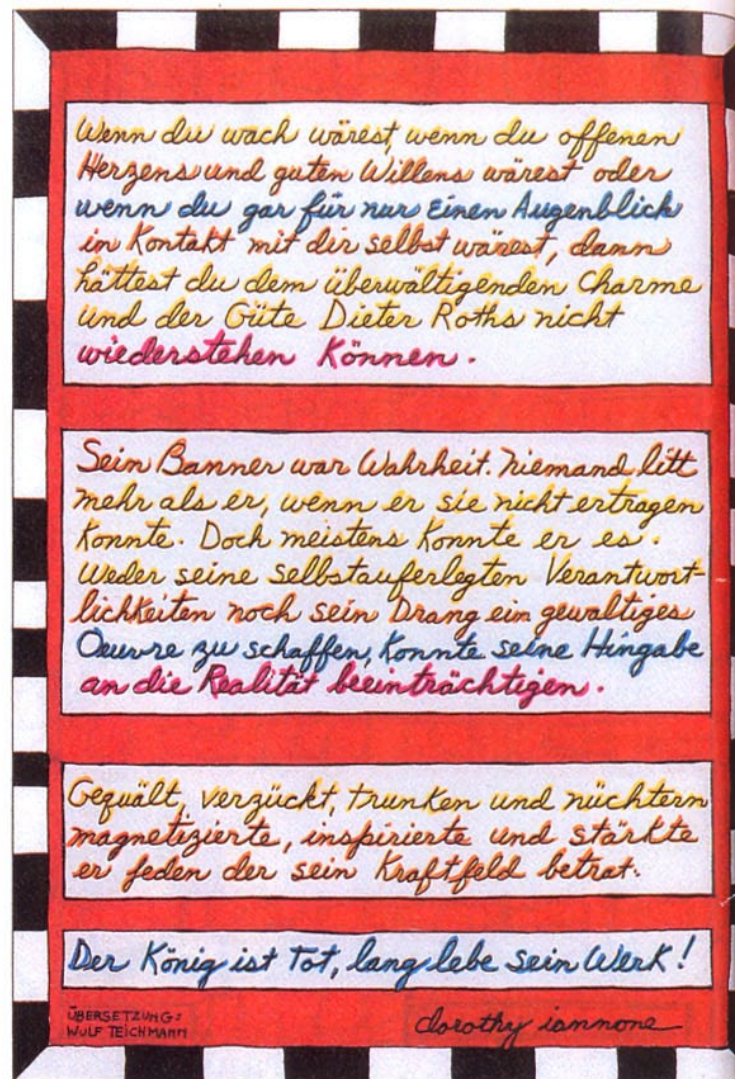 Wenn du wach wärest, wenn du offenen
Herzens und guten Willens wärest oder
wenn du gar für nur Einen Augenblick
in Kontakt mit dir selbst wärest, dann
hättest du dem überwältigenden Charme
und der Güte Dieter Roths nicht
wiederstehen Können.
Sein Banner war Wahrheit. Niemand litt
mehr als er, wenn er sie nicht ertragen
Konnte. Doch meistens Konnte er es.
Weder seine selbstauferlegten Verantwort-
lichkeiten noch sein Drang ein gewaltiges
Oeuvre zu schaffen, Konnte seine Hingabe
an die Realität beeinträchtigen.
Gequält, verzückt, trunken und nüchtern
magnetizierte, inspirierte und stärkte
er jeden der sein Kraftfeld betrat.
Der König ist Tot, lang lebe sein Werk!
ÜBERSETZUNG:
WULF TEICHMANN
dorothy iannone